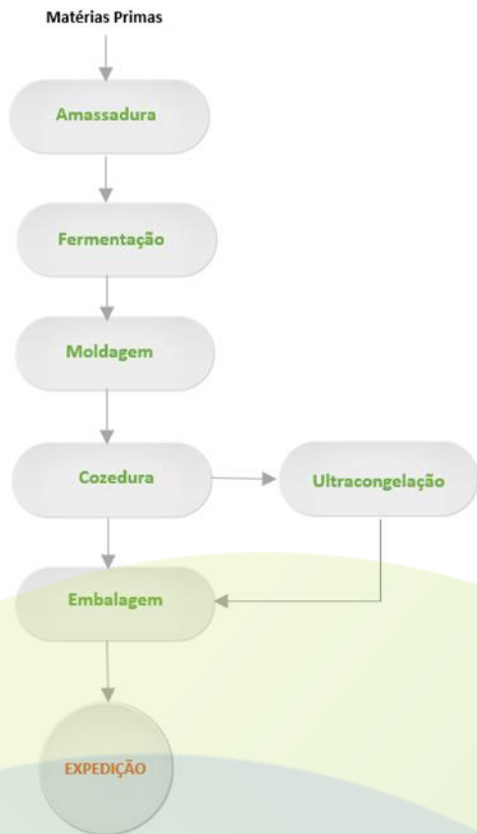 Matérias Primas
Amassadura
Fermentação
Moldagem
Cozedura
Ultracongelação
Embalagem
EXPEDIÇÃO